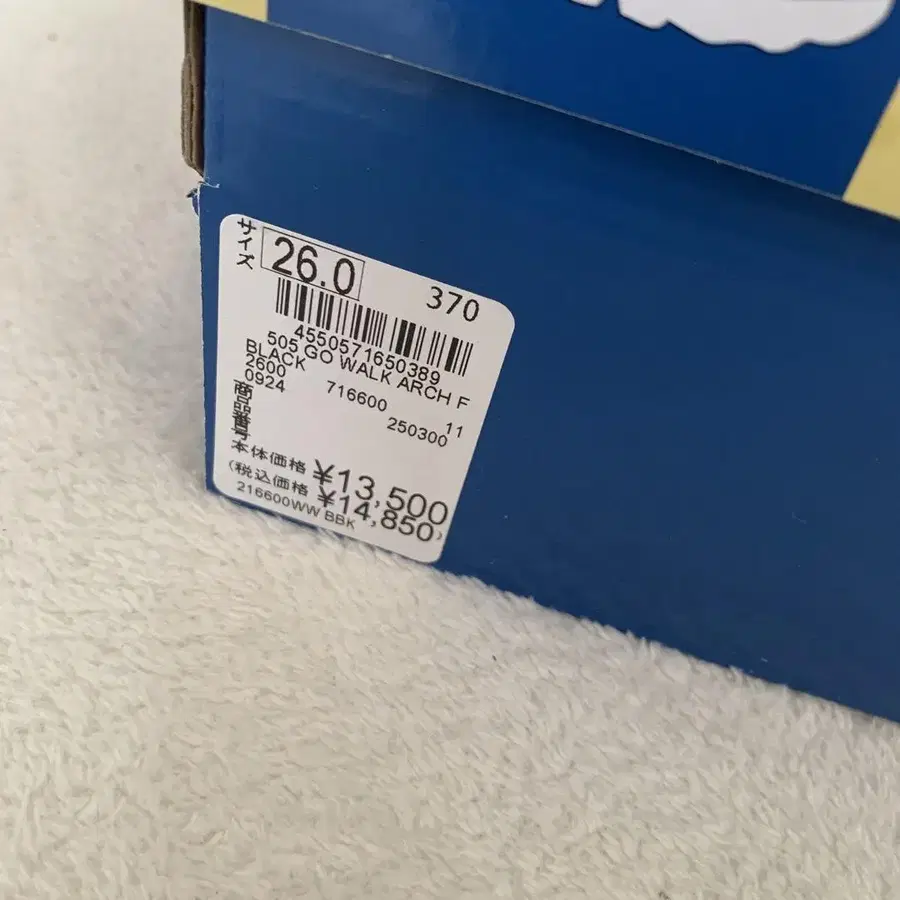 サイズ 26.0 370
4550571650389
505 GO WALK ARCH F
BLACK
2600 716600 11
0924 250300
商品番号
本体価格 ¥13,500
(税込価格 ¥14,850)
216600WW BBK